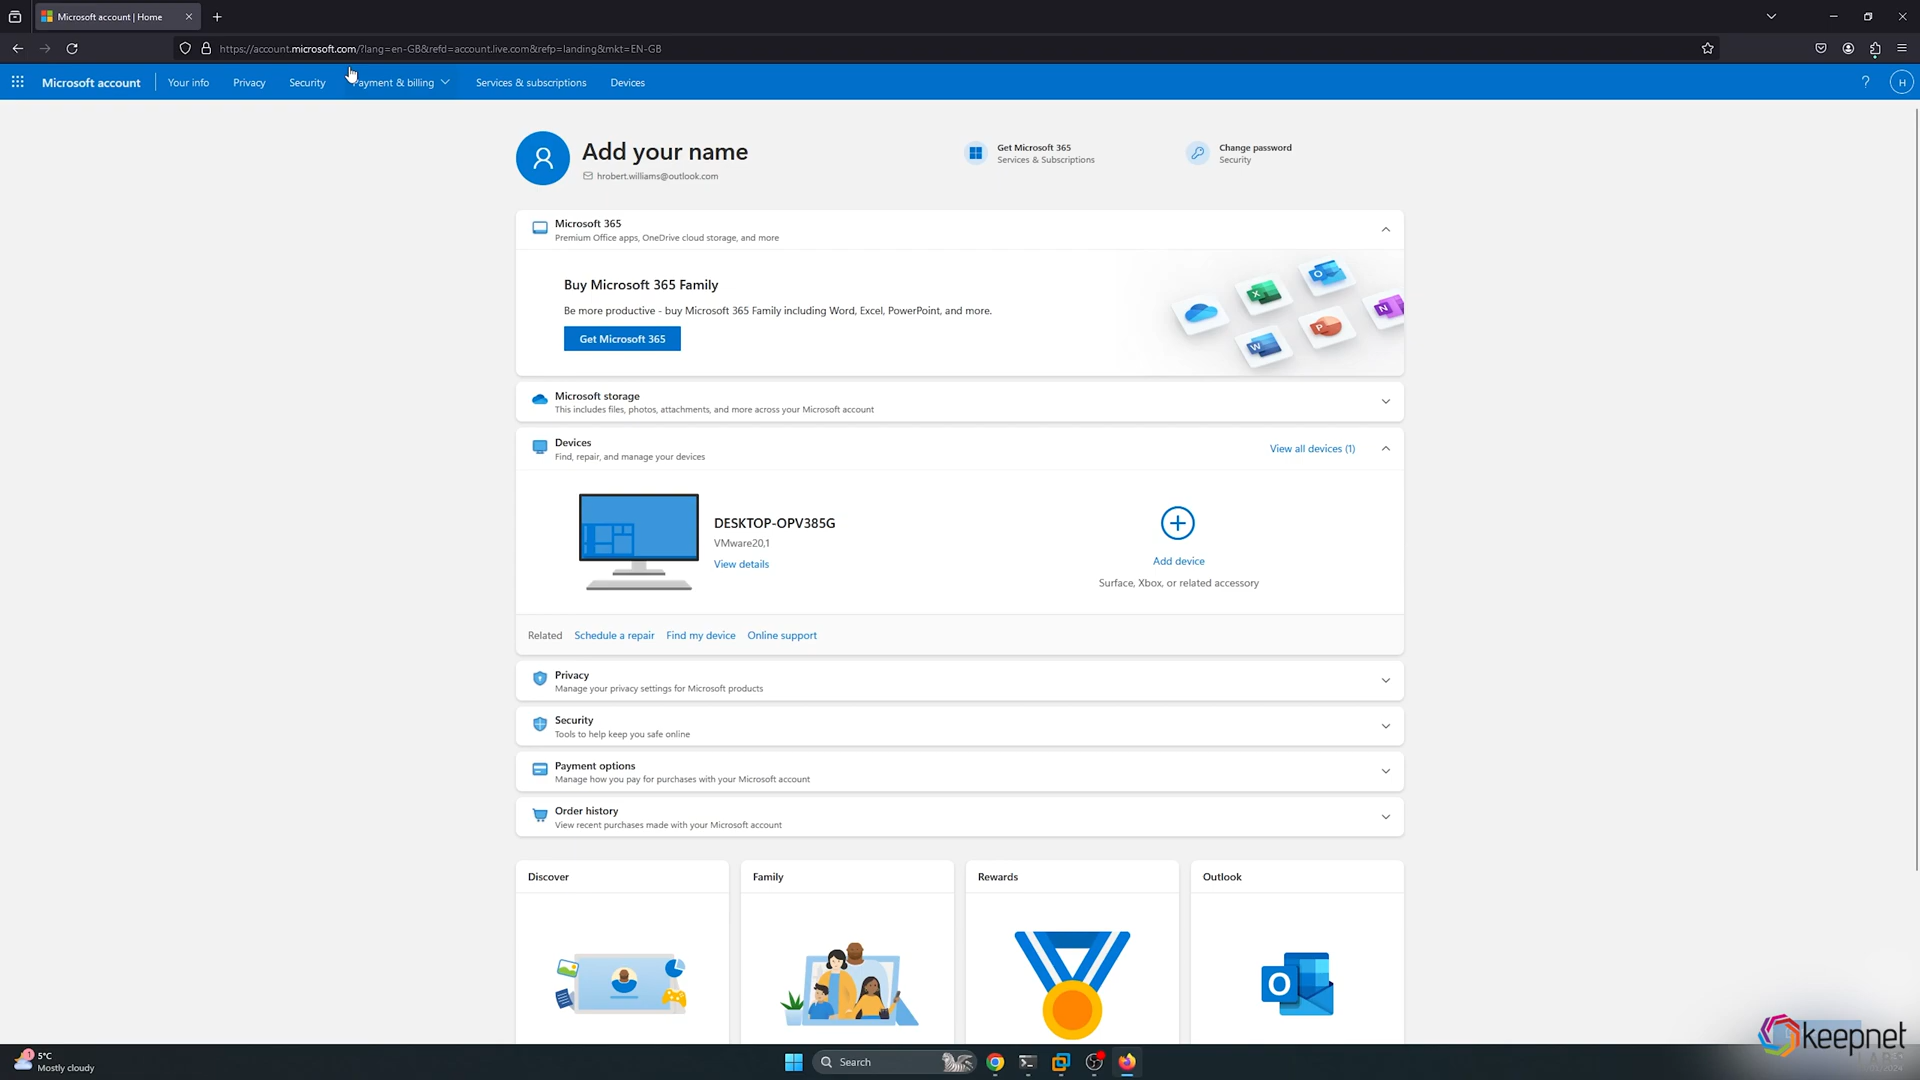 Microsoft account | Home
https://account.microsoft.com/?lang=en-GB&refd=account.live.com&refp=landing&mkt=EN-GB
Microsoft account
Your info
Privacy
Security
Payment & billing
Services & subscriptions
Devices
?
H
Add your name
hrobert.williams@outlook.com
Get Microsoft 365
Services & Subscriptions
Change password
Security
Microsoft 365
Premium Office apps, OneDrive cloud storage, and more
Buy Microsoft 365 Family
Be more productive - buy Microsoft 365 Family including Word, Excel, PowerPoint, and more.
Get Microsoft 365
Microsoft storage
This includes files, photos, attachments, and more across your Microsoft account
Devices
Find, repair, and manage your devices
View all devices (1)
DESKTOP-OPV385G
VMware20,1
View details
Add device
Surface, Xbox, or related accessory
Related Schedule a repair Find my device Online support
Privacy
Manage your privacy settings for Microsoft products
Security
Tools to help keep you safe online
Payment options
Manage how you pay for purchases with your Microsoft account
Order history
View recent purchases made with your Microsoft account
Discover
Family
Rewards
Outlook
keepnet
LABS
1
5°C
Mostly cloudy
Search